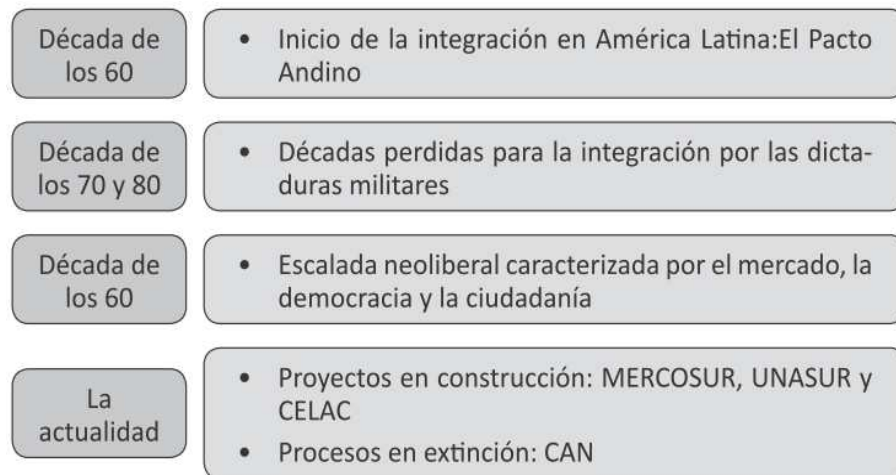 Década de
los 60
• Inicio de la integración en América Latina:El Pacto
Andino
Década de
los 70 y 80
• Décadas perdidas para la integración por las dicta-
duras militares
Década de
los 60
• Escalada neoliberal caracterizada por el mercado, la
democracia y la ciudadanía
La
actualidad
• Proyectos en construcción: MERCOSUR, UNASUR y
CELAC
• Procesos en extinción: CAN